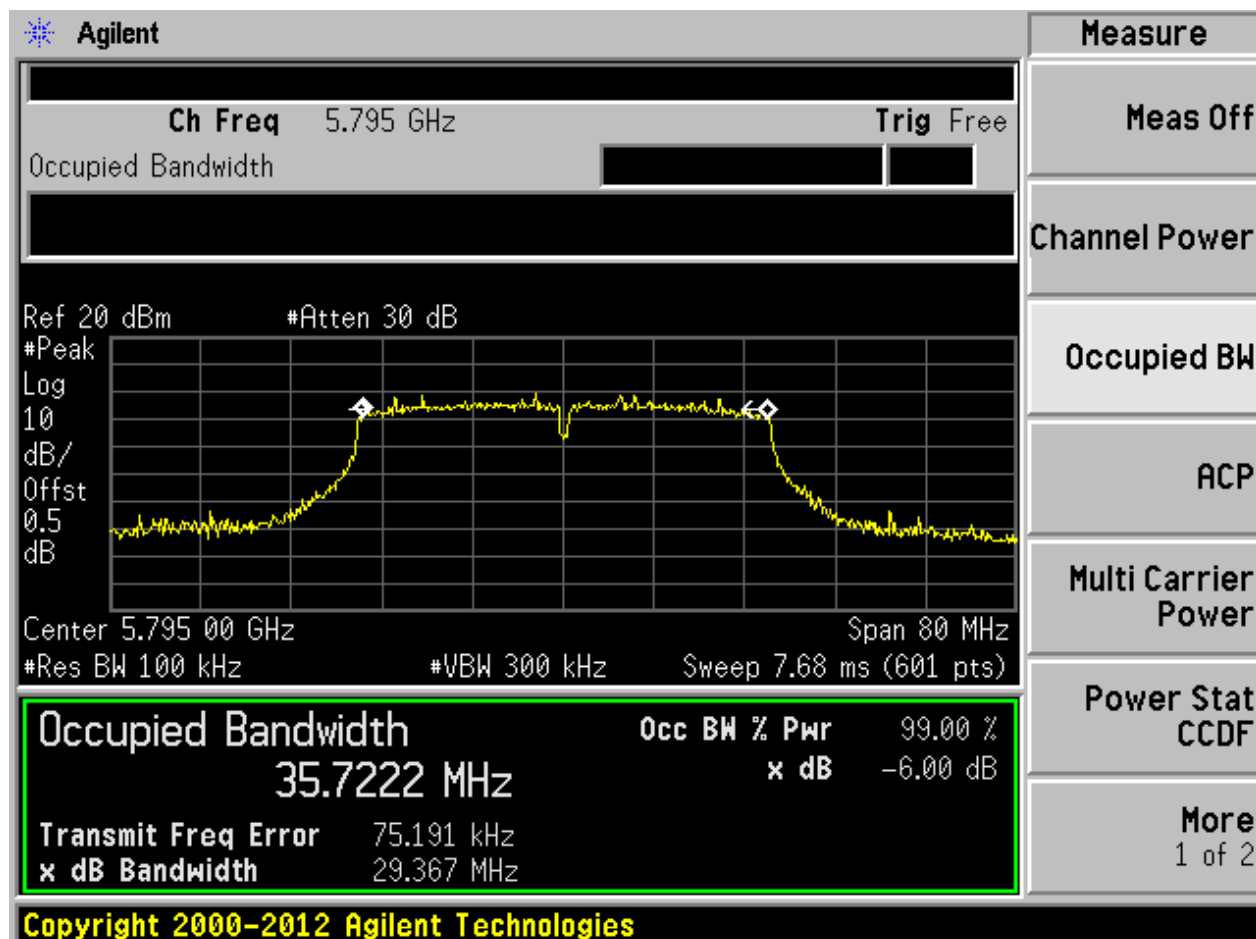 Agilent
Measure
Ch Freq 5.795 GHz Trig Free
Occupied Bandwidth
Meas Off
Channel Power
Occupied BW
ACP
Multi Carrier
Power
Power Stat
CCDF
More
1 of 2
Ref 20 dBm #Atten 30 dB
#Peak
Log
10
dB/
Offst
0.5
dB
Center 5.795 00 GHz Span 80 MHz
#Res BW 100 kHz #VBW 300 kHz Sweep 7.68 ms (601 pts)
Occupied Bandwidth Occ BW % Pwr 99.00 %
35.7222 MHz x dB -6.00 dB
Transmit Freq Error 75.191 kHz
x dB Bandwidth 29.367 MHz
Copyright 2000-2012 Agilent Technologies